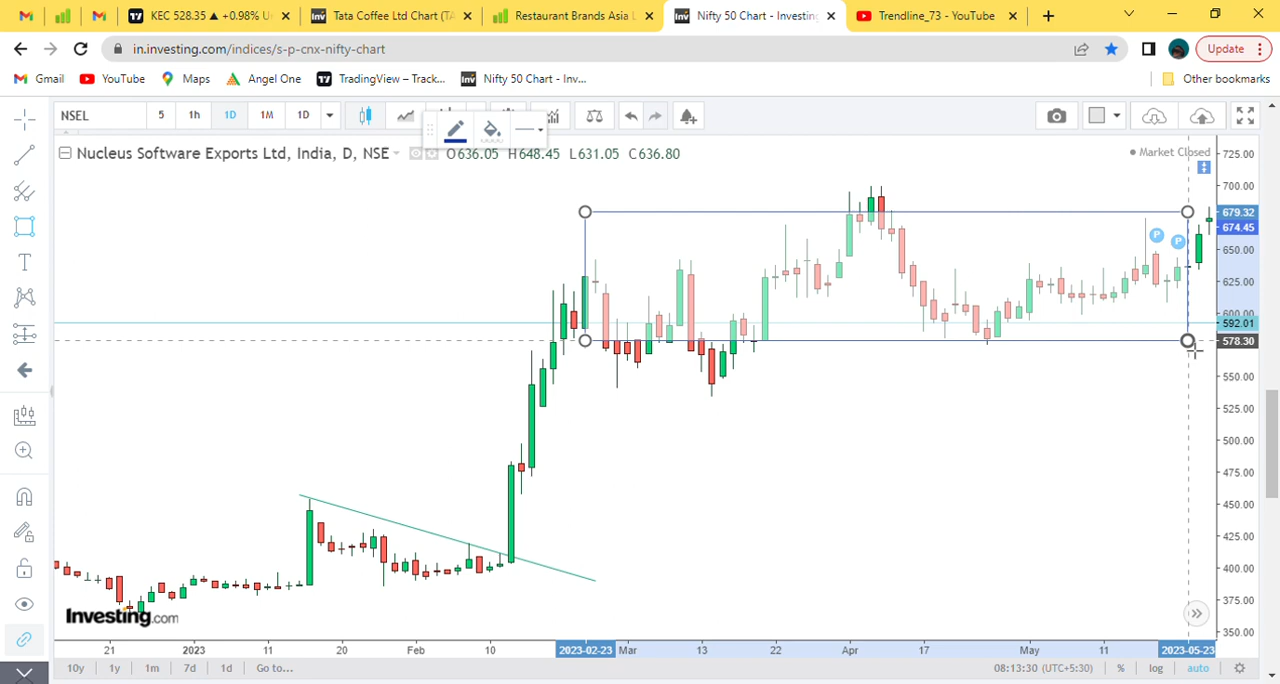 KEC 528.35 ▲ +0.98%
Tata Coffee Ltd Chart (TA
Restaurant Brands Asia
Nifty 50 Chart - Investing
Trendline_73 - YouTube
in.investing.com/indices/s-p-cnx-nifty-chart
Update
Gmail
YouTube
Maps
Angel One
TradingView – Track...
Nifty 50 Chart - Inv...
Other bookmarks
NSEL
5
1h
1D
1M
1D
Nucleus Software Exports Ltd, India, D, NSE
O636.05 H648.45 L631.05 C636.80
Market Closed
725.00
700.00
679.32
674.45
650.00
625.00
600.00
592.01
578.30
550.00
525.00
500.00
475.00
450.00
425.00
400.00
375.00
350.00
P
P
Investing.com
21
2023
11
20
Feb
10
2023-02-23
Mar
13
22
Apr
17
May
11
2023-05-23
10y
1y
1m
7d
1d
Go to...
08:13:30 (UTC+5:30)
%
log
auto